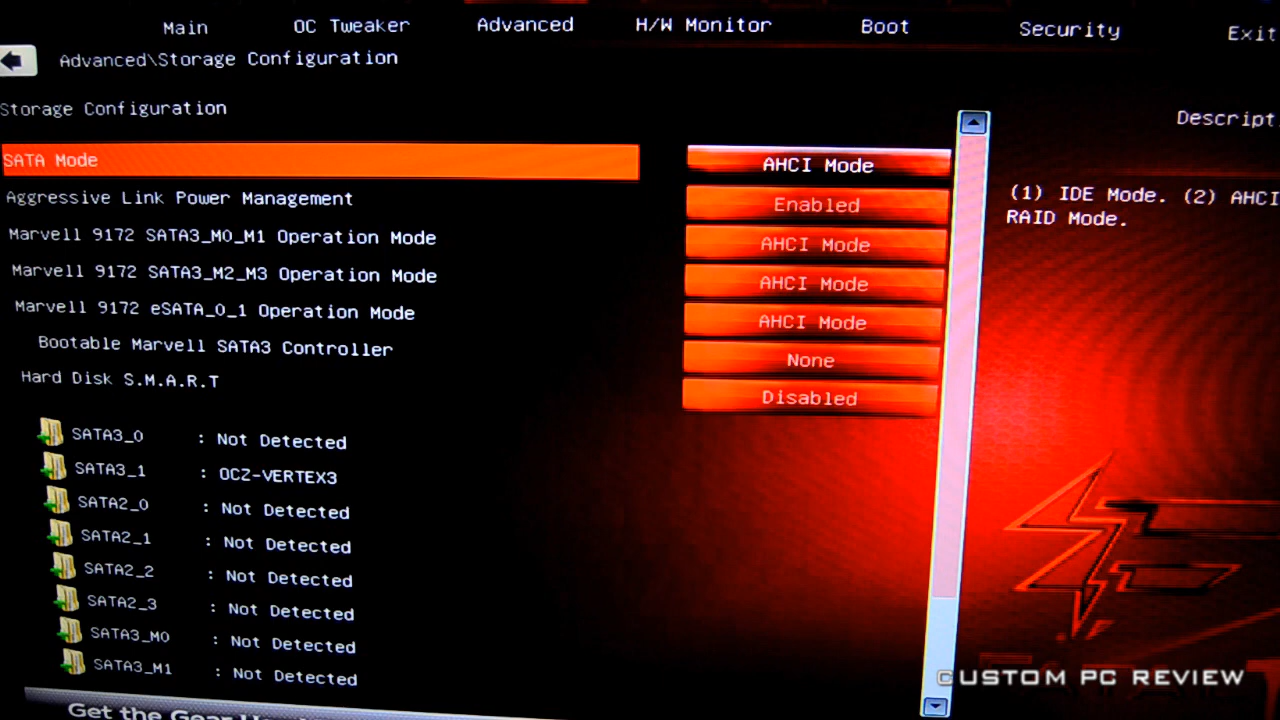 Main OC Tweaker Advanced H/W Monitor Boot Security Exit
Advanced\Storage Configuration
Storage Configuration
Descript
SATA Mode AHCI Mode
Aggressive Link Power Management Enabled
Marvell 9172 SATA3_M0_M1 Operation Mode AHCI Mode
Marvell 9172 SATA3_M2_M3 Operation Mode AHCI Mode
Marvell 9172 eSATA_0_1 Operation Mode AHCI Mode
Bootable Marvell SATA3 Controller None
Hard Disk S.M.A.R.T Disabled
(1) IDE Mode. (2) AHCI
RAID Mode.
SATA3_0 : Not Detected
SATA3_1 : OCZ-VERTEX3
SATA2_0 : Not Detected
SATA2_1 : Not Detected
SATA2_2 : Not Detected
SATA2_3 : Not Detected
SATA3_M0 : Not Detected
SATA3_M1 : Not Detected
Get the Gear
CUSTOM PC REVIEW